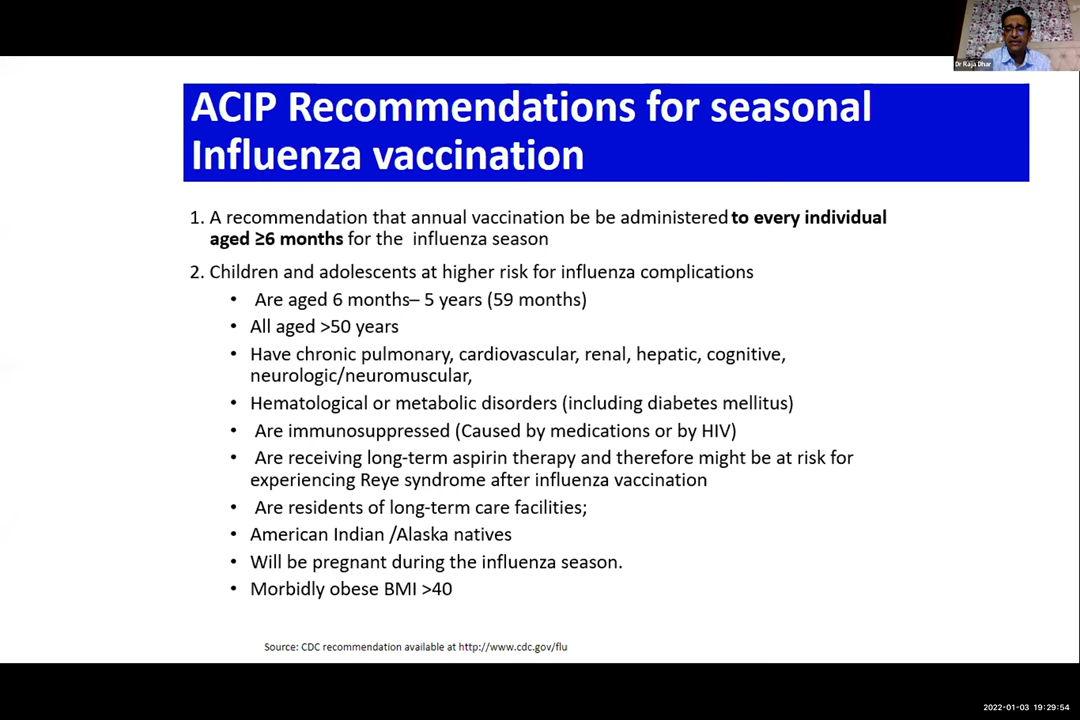 Dr Raja Dhar
ACIP Recommendations for seasonal
Influenza vaccination
1. A recommendation that annual vaccination be be administered to every individual
aged ≥6 months for the influenza season
2. Children and adolescents at higher risk for influenza complications
• Are aged 6 months– 5 years (59 months)
• All aged >50 years
• Have chronic pulmonary, cardiovascular, renal, hepatic, cognitive,
neurologic/neuromuscular,
• Hematological or metabolic disorders (including diabetes mellitus)
• Are immunosuppressed (Caused by medications or by HIV)
• Are receiving long-term aspirin therapy and therefore might be at risk for
experiencing Reye syndrome after influenza vaccination
• Are residents of long-term care facilities;
• American Indian /Alaska natives
• Will be pregnant during the influenza season.
• Morbidly obese BMI >40
Source: CDC recommendation available at http://www.cdc.gov/flu
2022-01-03 19:29:54